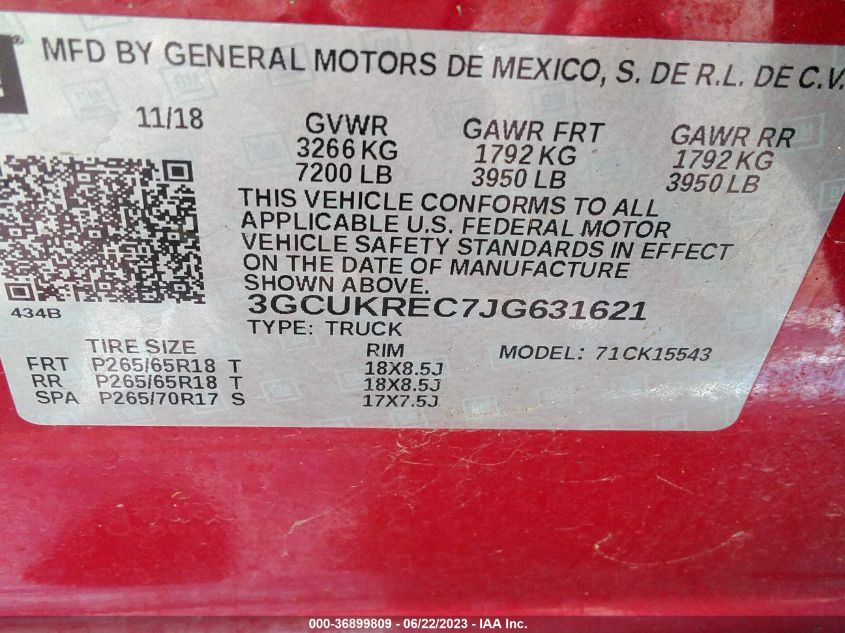 MFD BY GENERAL MOTORS DE MEXICO, S. DE R.L. DE C.V.
11/18 GVWR GAWR FRT GAWR RR
3266 KG 1792 KG 1792 KG
7200 LB 3950 LB 3950 LB
THIS VEHICLE CONFORMS TO ALL
APPLICABLE U.S. FEDERAL MOTOR
VEHICLE SAFETY STANDARDS IN EFFECT
ON THE DATE OF MANUFACTURE
SHOWN ABOVE.
434B 3GCUKREC7JG631621
TYPE: TRUCK
TIRE SIZE RIM MODEL: 71CK15543
FRT P265/65R18 T 18X8.5J
RR P265/65R18 T 18X8.5J
SPA P265/70R17 S 17X7.5J
000-36899809 - 06/22/2023 - IAA Inc.